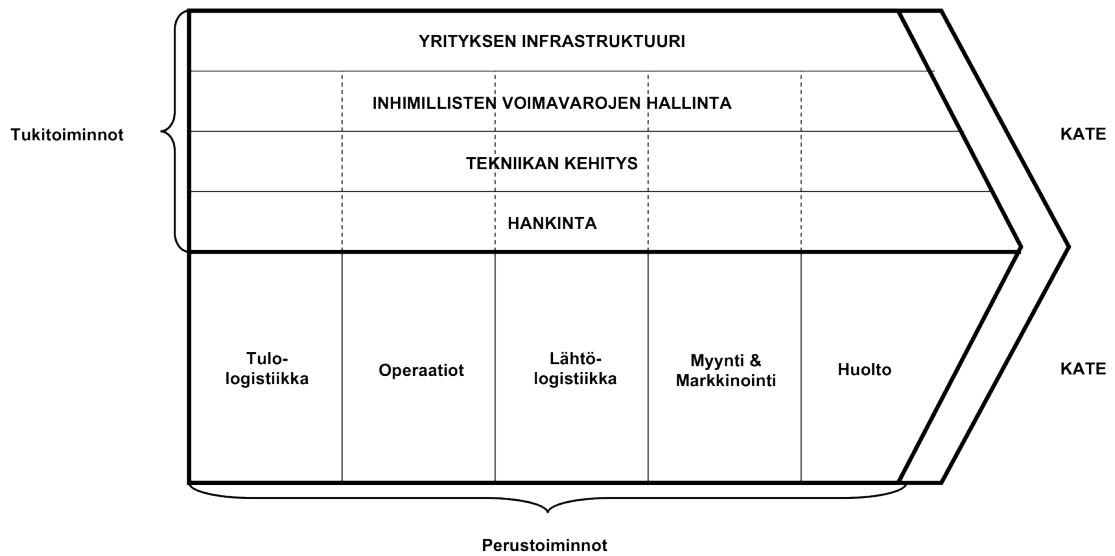 YRITYKSEN INFRASTRUKTUURI
INHIMILLISTEN VOIMAVAROJEN HALLINTA
Tukitoiminnot
KATE
TEKNIIKAN KEHITYS
HANKINTA
Tulo-
logistiikka
Operaatiot
Lähtö-
logistiikka
Myynti &
Markkinointi
Huolto
KATE
Perustoiminnot